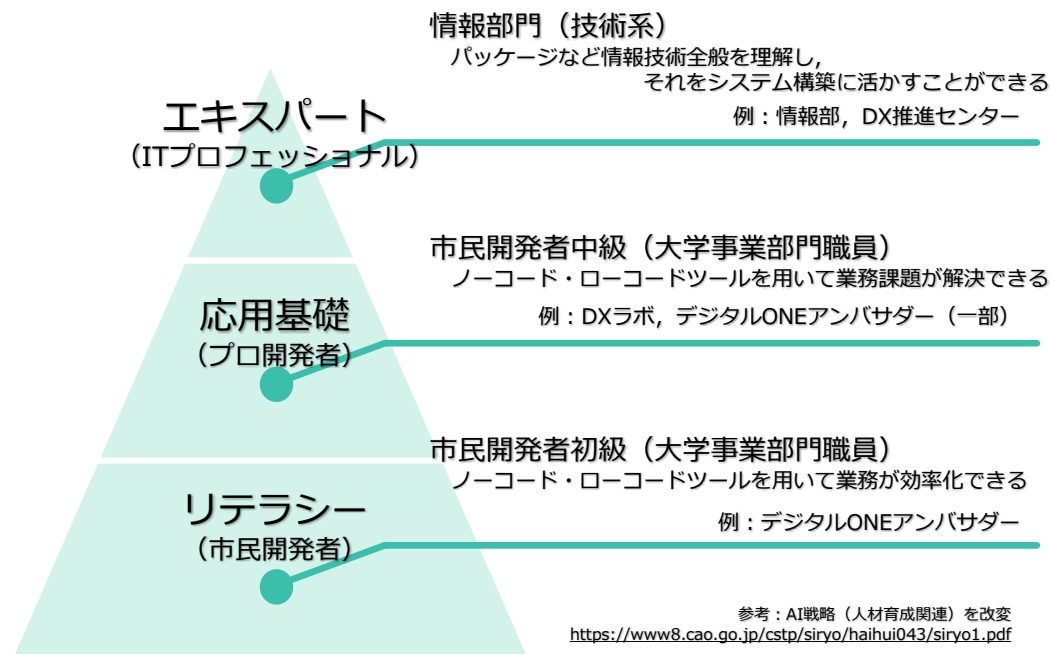 情報部門（技術系）
パッケージなど情報技術全般を理解し，
それをシステム構築に活かすことができる
エキスパート
（ITプロフェッショナル）
例：情報部，DX推進センター
市民開発者中級（大学事業部門職員）
ノーコード・ローコードツールを用いて業務課題が解決できる
応用基礎
（プロ開発者）
例：DXラボ，デジタルONEアンバサダー（一部）
市民開発者初級（大学事業部門職員）
ノーコード・ローコードツールを用いて業務が効率化できる
リテラシー
（市民開発者）
例：デジタルONEアンバサダー
参考：AI戦略（人材育成関連）を改変
https://www8.cao.go.jp/cstp/siryo/haihui043/siryo1.pdf